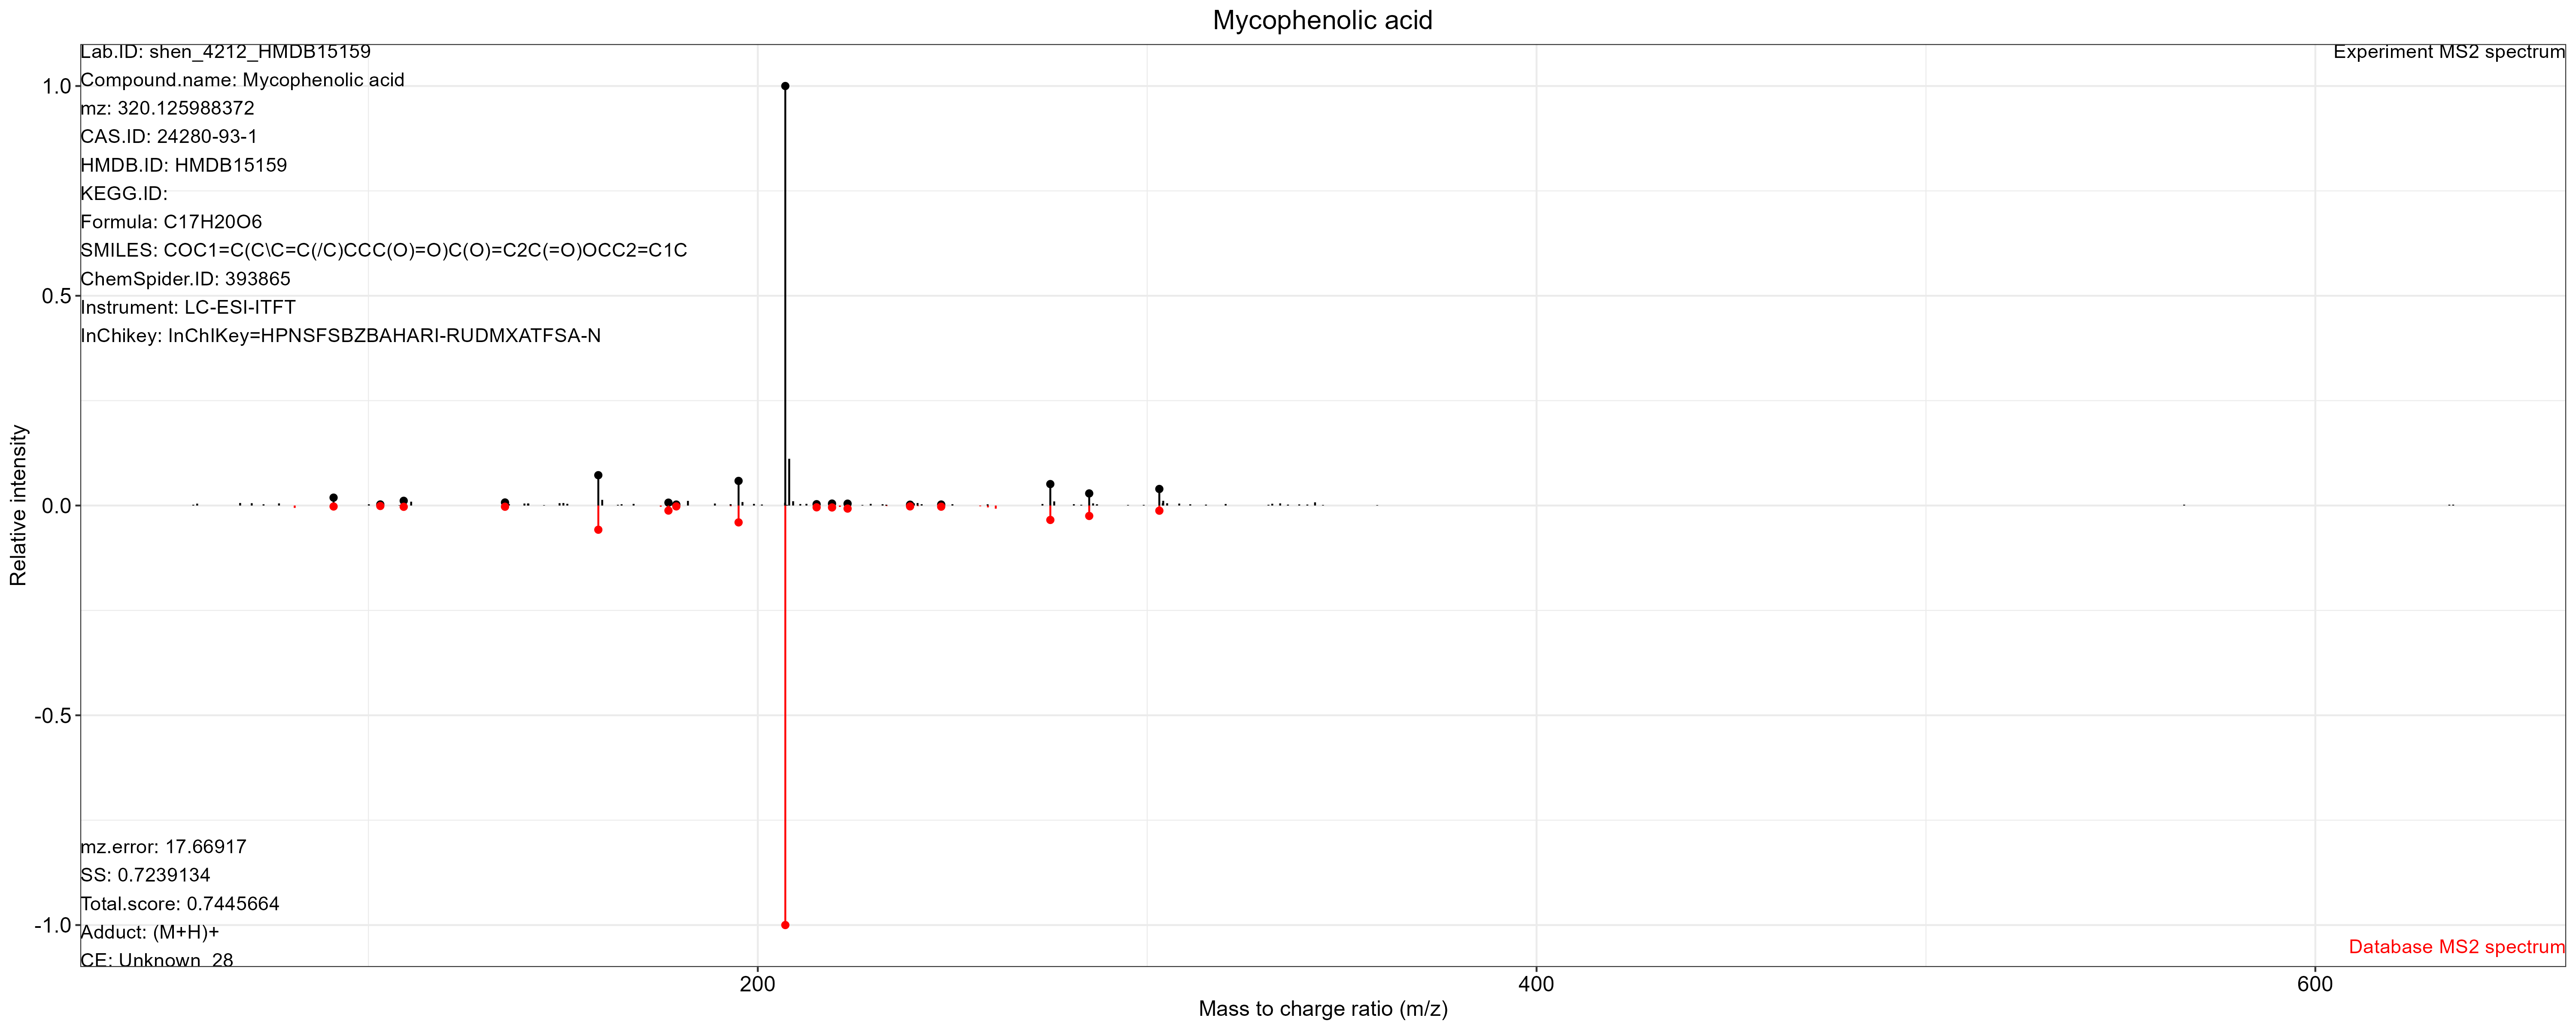 Mycophenolic acid
Lab.ID: shen_4212_HMDB15159
Experiment MS2 spectrum
Compound.name: Mycophenolic acid
mz: 320.125988372
CAS.ID: 24280-93-1
HMDB.ID: HMDB15159
KEGG.ID:
Formula: C17H20O6
SMILES: COC1=C(C\C=C(/C)CCC(O)=O)C(O)=C2C(=O)OCC2=C1C
ChemSpider.ID: 393865
Instrument: LC-ESI-ITFT
InChikey: InChIKey=HPNSFSBZBAHARI-RUDMXATFSA-N
1.0
0.5
0.0
-0.5
-1.0
Relative intensity
mz.error: 17.66917
SS: 0.7239134
Total.score: 0.7445664
Adduct: (M+H)+
CE: Unknown_28
Database MS2 spectrum
200
400
600
Mass to charge ratio (m/z)